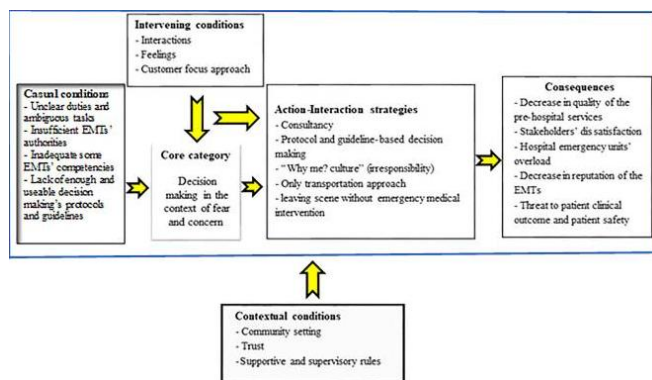 Intervening conditions
- Interactions
- Feelings
- Customer focus approach
Casual conditions
- Unclear duties and
ambiguous tasks
- Insufficient EMTs'
authorities
- Inadequate some
EMTs' competencies
- Lack of enough and
useable decision
making's protocols and
guidelines
Core category
Decision
making in the
context of fear
and concern
Action-Interaction strategies
- Consultancy
- Protocol and guideline-based decision
making
- "Why me? culture" (irresponsibility)
- Only transportation approach
- leaving scene without emergency medical
intervention
Consequences
- Decrease in quality of the
pre-hospital services
- Stakeholders' dissatisfaction
- Hospital emergency units'
overload
- Decrease in reputation of the
EMTs
- Threat to patient clinical
outcome and patient safety
Contextual conditions
- Community setting
- Trust
- Supportive and supervisory rules